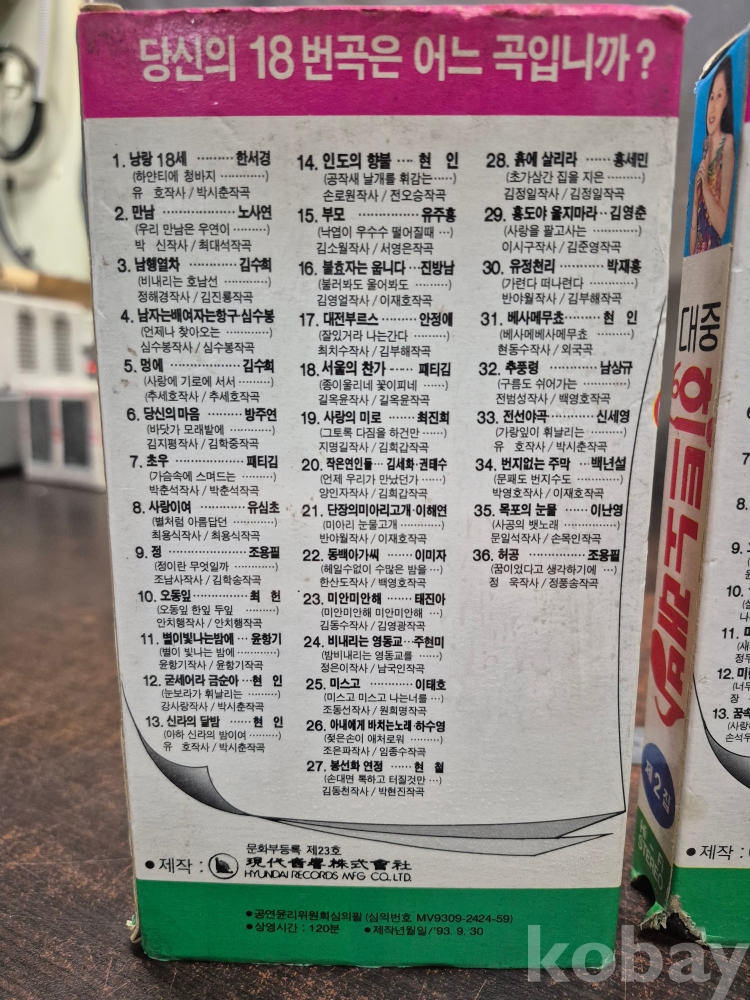 당신의 18번곡은 어느 곡입니까?
1. 낭랑 18세 ········· 한서경
(하얀티에 청바지 ···········)
유 호작사 / 박시춘작곡
2. 만남 ················· 노사연
(우리 만남은 우연이 ········)
박 신작사 / 최대석작곡
3. 남행열차 ·········· 김수희
(비내리는 호남선 ···········)
정혜경작사 / 김진룡작곡
4. 남자는배여자는항구·심수봉
(언제나 찾아오는 ···········)
심수봉작사 / 심수봉작곡
5. 멍에 ················· 김수희
(사랑에 기로에 서서 ·········)
(추세호작사 / 추세호작곡
6. 당신의마음 ······· 방주연
(바닷가 모래밭에 ···········)
김지평작사 / 김학중작곡
7. 초우 ················· 패티김
(가슴속에 스며드는 ·········)
박춘석작사 / 박춘석작곡
8. 사랑이여 ·········· 유심초
(별처럼 아름답던 ···········)
최용식작사 / 최용식작곡
9. 정 ···················· 조용필
(정이란 무엇일까 ···········)
조남사작사 / 김학송작곡
10. 오동잎 ············ 최 헌
(오동잎 한잎 두잎 ·········)
안치행작사 / 안치행작곡
11. 별이빛나는밤에 ···· 윤항기
(별이 빛나는 밤에 ···········)
윤항기작사 / 윤항기작곡
12. 굳세어라 금순아 ··· 현 인
(눈보라가 휘날리는 ········)
강사랑작사 / 박시춘작곡
13. 신라의 달밤 ······ 현 인
(아하 신라의 밤이여 ·······)
유 호작사 / 박시춘작곡
14. 인도의 향불 ···· 현 인
(공작새 날개를 휘감는······)
손로원작사 / 전오승작곡
15. 부모 ·············· 유주용
(낙엽이 우수수 떨어질때 ···)
김소월작사 / 서영은작곡
16. 불효자는 웁니다 ···진방남
(불러봐도 울어봐도 ········)
김영일작사 / 이재호작곡
17. 대전부르스 ······ 안정애
(잘있거라 나는간다 ········)
최치수작사 / 김부해작곡
18. 서울의 찬가 ····· 패티김
(종이울리네 꽃이피네 ······)
길옥윤작사 / 길옥윤작곡
19. 사랑의 미로 ····· 최진희
(그토록 다짐을 하건만 ····)
지명길작사 / 김희갑작곡
20. 작은연인들 ··· 김세화·권태수
(언제 우리가 만났던가 ·····)
양인자작사 / 김희갑작곡
21. 단장의미아리고개·이해연
(미아리 눈물고개 ···········)
반야월작사 / 이재호작곡
22. 동백아가씨 ······ 이미자
(헤일수없이 수많은 밤을 ···)
한산도작사 / 백영호작곡
23. 미안미안해 ······ 태진아
(미안미안해 미안미안해 ···)
김동수작사 / 김영광작곡
24. 비내리는 영동교···주현미
(밤비내리는 영동교를 ······)
정은이작사 / 남국인작곡
25. 미스고 ············ 이태호
(미스고 미스고 나는너를 ···)
조동선작사 / 원희명작곡
26. 아내에게 바치는노래·하수영
(젖은손이 애처로워 ········)
조은파작사 / 임종수작곡
27. 봉선화 연정 ····· 현 철
(손대면 톡하고 터질것만 ···)
김동천작사 / 박현진작곡
28. 흙에 살리라 ······ 홍세민
(초가삼간 집을 지은 ·········)
김정일작사 / 김정일작곡
29. 홍도야 울지마라··김영춘
(사랑을 팔고사는 ···········)
이시구작사 / 김준영작곡
30. 유정천리 ········ 박재홍
(가련다 떠나련다 ··········)
반야월작사 / 김부해작곡
31. 베사메무쵸 ······· 현 인
(베사메베사메무쵸 ·········)
현동수작사 / 외국곡
32. 추풍령 ············ 남상규
(구름도 쉬어가는 ···········)
전범성작사 / 백영호작곡
33. 전선야곡 ········· 신세영
(가랑잎이 휘날리는 ········)
유 호작사 / 박시춘작곡
34. 번지없는 주막 ···백년설
(문패도 번지수도 ···········)
박영호작사 / 이재호작곡
35. 목포의 눈물 ····· 이난영
(사공의 뱃노래 ·············)
문일석작사 / 손목인작곡
36. 허공 ··············· 조용필
(꿈이었다고 생각하기에 ···)
정 욱작사 / 정풍송작곡
문화부등록 제23호
● 제작 : 現代音響株式會社
HYUNDAI RECORDS MFG CO., LTD.
● 공연윤리위원회심의필 (심의번호 MV9309-2424-59)
● 상영시간 : 120분 ● 제작년월일/'93. 9. 30
대중
힛트노래방
제2집
STEREO
7.
8.
9.
10.
11.
12.
13. 꿈속
● 제작 :
kobay